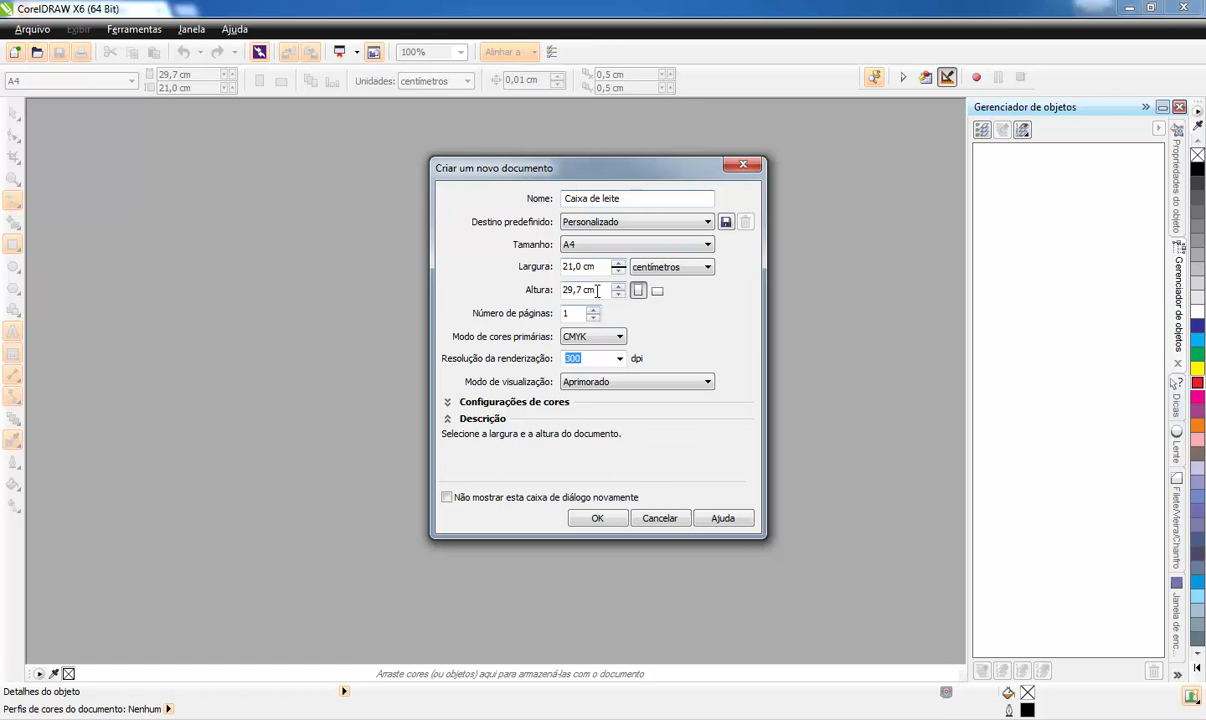 CorelDRAW X6 (64 Bit)
Arquivo Exibir Ferramentas Janela Ajuda
100% Alinhar a
A4 29,7 cm 21,0 cm Unidades: centímetros 0,01 cm 0,5 cm 0,5 cm
Gerenciador de objetos
Criar um novo documento
Nome: Caixa de leite
Destino predefinido: Personalizado
Tamanho: A4
Largura: 21,0 cm centímetros
Altura: 29,7 cm
Número de páginas: 1
Modo de cores primárias: CMYK
Resolução da renderização: 300 dpi
Modo de visualização: Aprimorado
Configurações de cores
Descrição
Selecione a largura e a altura do documento.
Não mostrar esta caixa de diálogo novamente
OK Cancelar Ajuda
Propriedades do objeto
Gerenciador de objetos
Dicas
Lente
Filete/Vieira/Chanfro
Janela de enc...
Arraste cores (ou objetos) aqui para armazená-las com o documento
Detalhes do objeto
Perfis de cores do documento: Nenhum